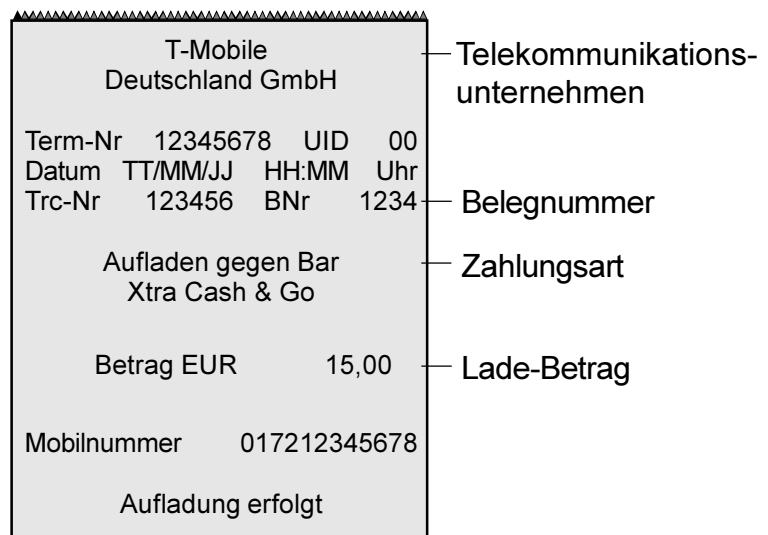 T-Mobile
Deutschland GmbH
Telekommunikations-
unternehmen
Term-Nr 12345678 UID 00
Datum TT/MM/JJ HH:MM Uhr
Trc-Nr 123456 BNr 1234
Belegnummer
Aufladen gegen Bar
Xtra Cash & Go
Zahlungsart
Betrag EUR 15,00
Lade-Betrag
Mobilnummer 017212345678
Aufladung erfolgt